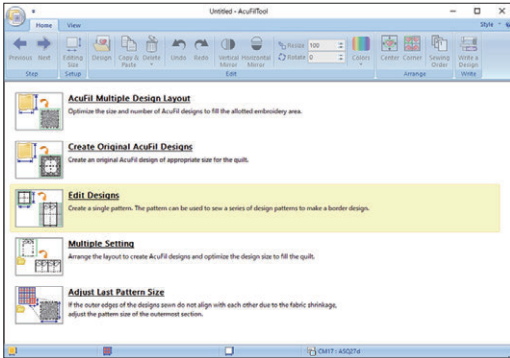 Untitled - AcuFilTool
Home View Style
Previous Next Editing Size Design Copy & Paste Delete Undo Redo Vertical Mirror Horizontal Mirror Resize 100 Rotate 0 Colors Center Corner Sewing Order Write a Design
Step Setup Edit Arrange Write
AcuFil Multiple Design Layout
Optimize the size and number of AcuFil designs to fill the allotted embroidery area.
Create Original AcuFil Designs
Create an original AcuFil design of appropriate size for the quilt.
Edit Designs
Create a single pattern. The pattern can be used to sew a series of design patterns to make a border design.
Multiple Setting
Arrange the layout to create AcuFil designs and optimize the design size to fill the quilt.
Adjust Last Pattern Size
If the outer edges of the designs sewn do not align with each other due to the fabric shrinkage,
adjust the pattern size of the outermost section.
CM17 : ASQ27d